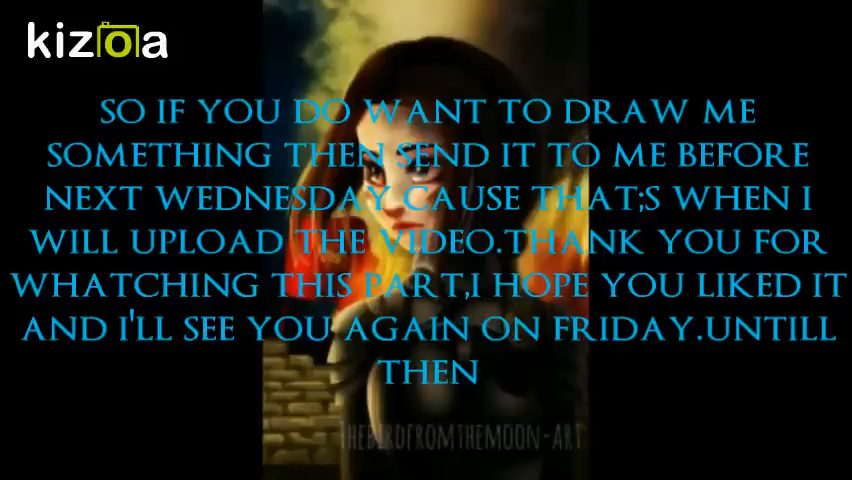 kizoa
SO IF YOU DO WANT TO DRAW ME
SOMETHING THEN SEND IT TO ME BEFORE
NEXT WEDNESDAY CAUSE THAT;S WHEN I
WILL UPLOAD THE VIDEO.THANK YOU FOR
WHATCHING THIS PART,I HOPE YOU LIKED IT
AND I'LL SEE YOU AGAIN ON FRIDAY.UNTILL
THEN
THEBIRDFROMTHEMOON-ART